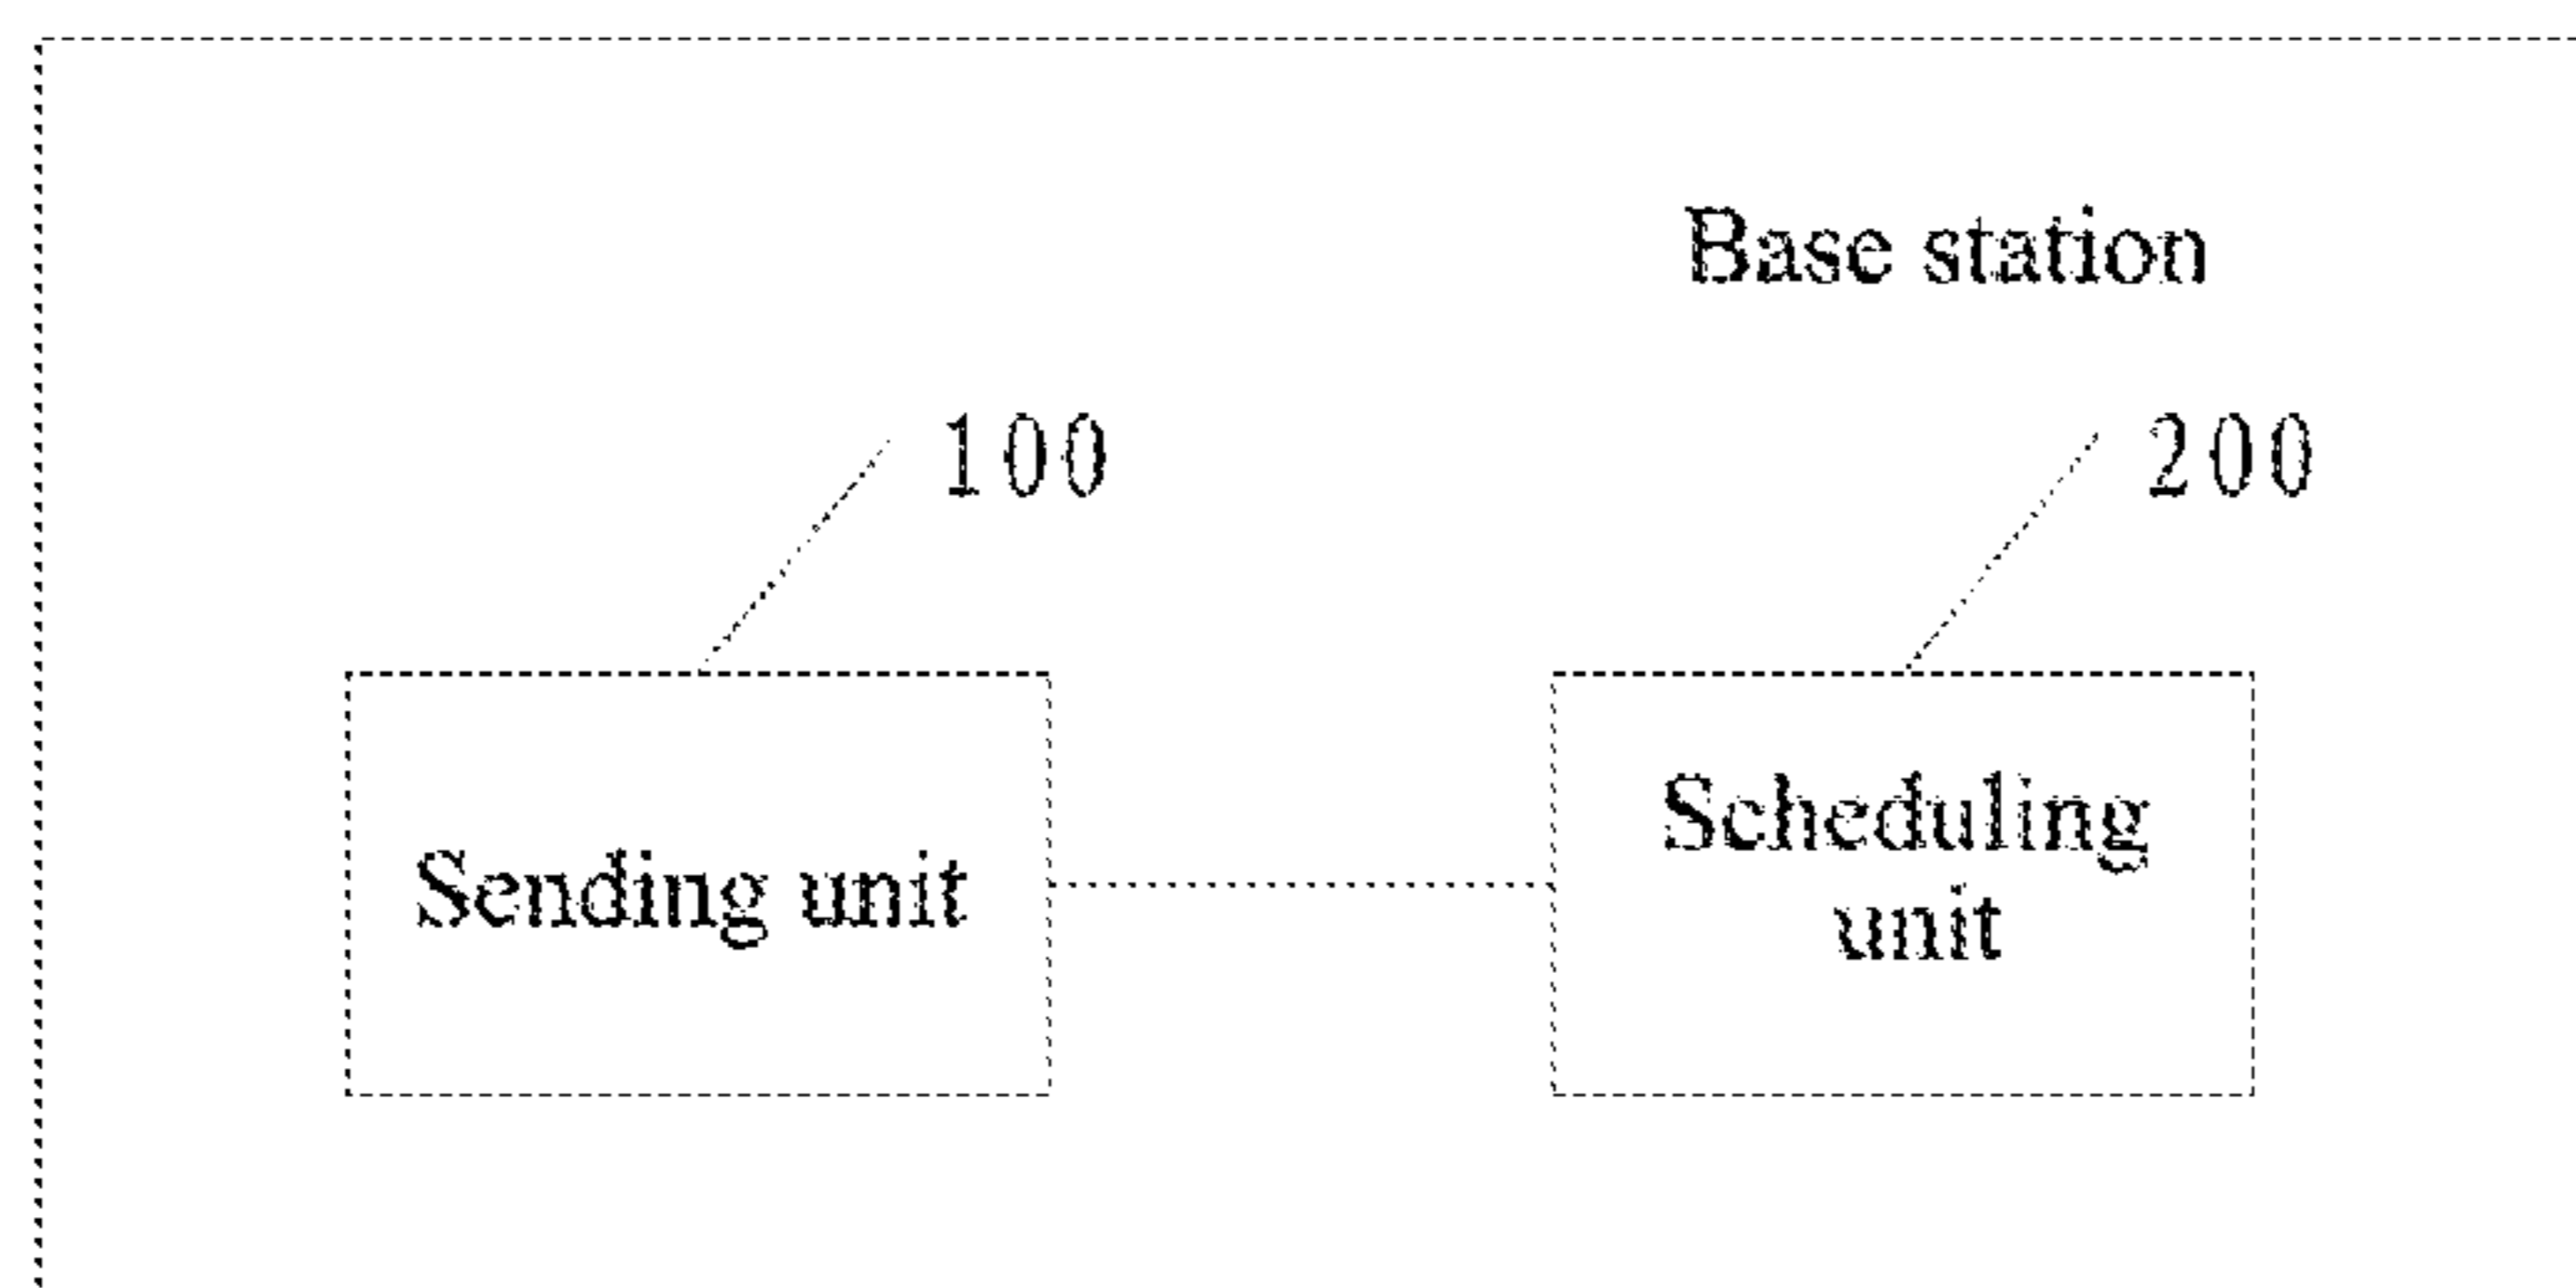 Base station
100
200
Sending unit
Scheduling
unit